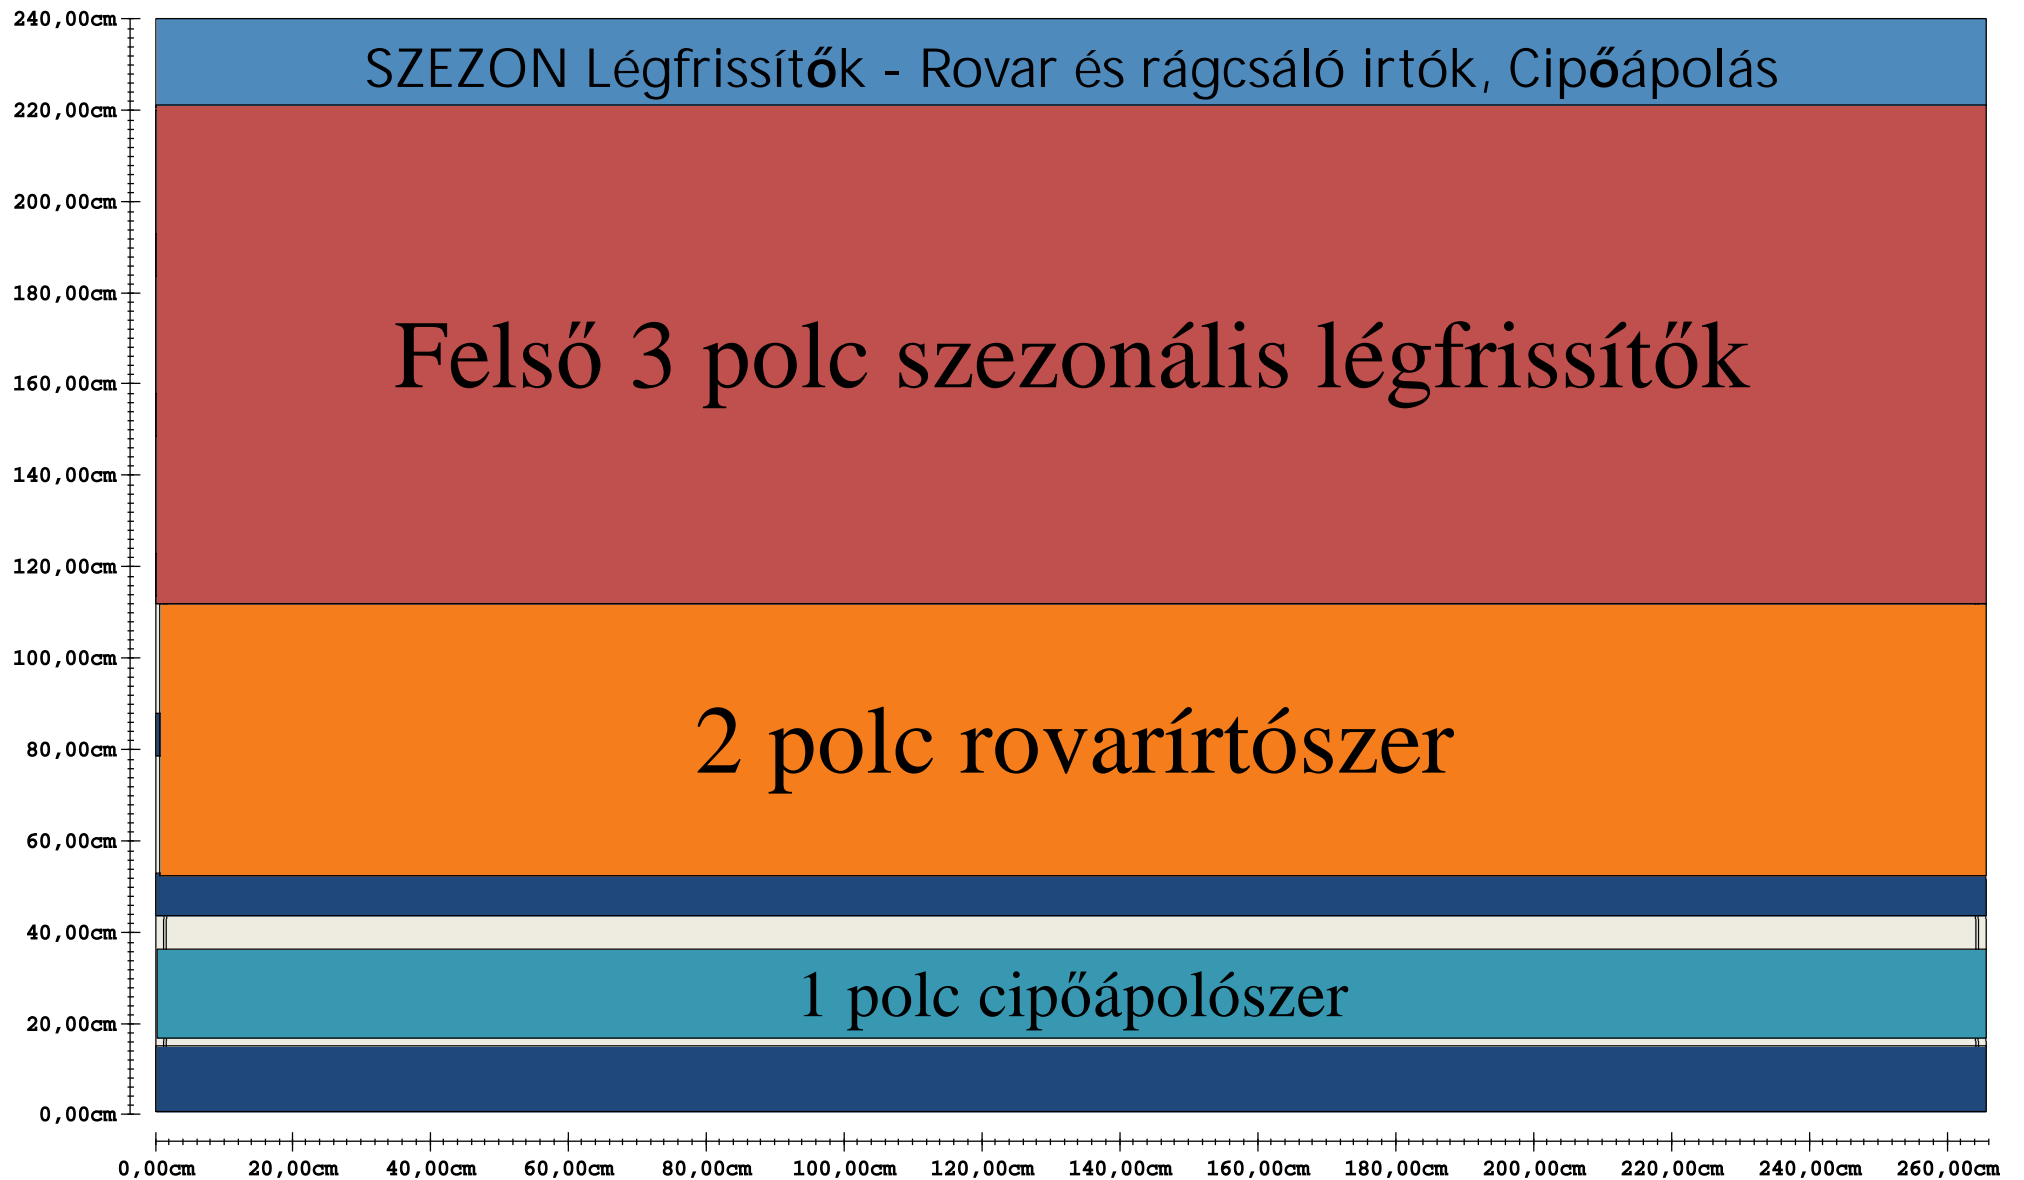 240,00cm
SZEZON Légfrissítők - Rovar és rágcsáló irtók, Cipőápolás
220,00cm
200,00cm
180,00cm
Felső 3 polc szezonális légfrissítők
160,00cm
140,00cm
120,00cm
100,00cm
2 polc rovarírtószer
80,00cm
60,00cm
40,00cm
1 polc cipőápolószer
20,00cm
0,00cm
0,00cm 20,00cm 40,00cm 60,00cm 80,00cm 100,00cm 120,00cm 140,00cm 160,00cm 180,00cm 200,00cm 220,00cm 240,00cm 260,00cm